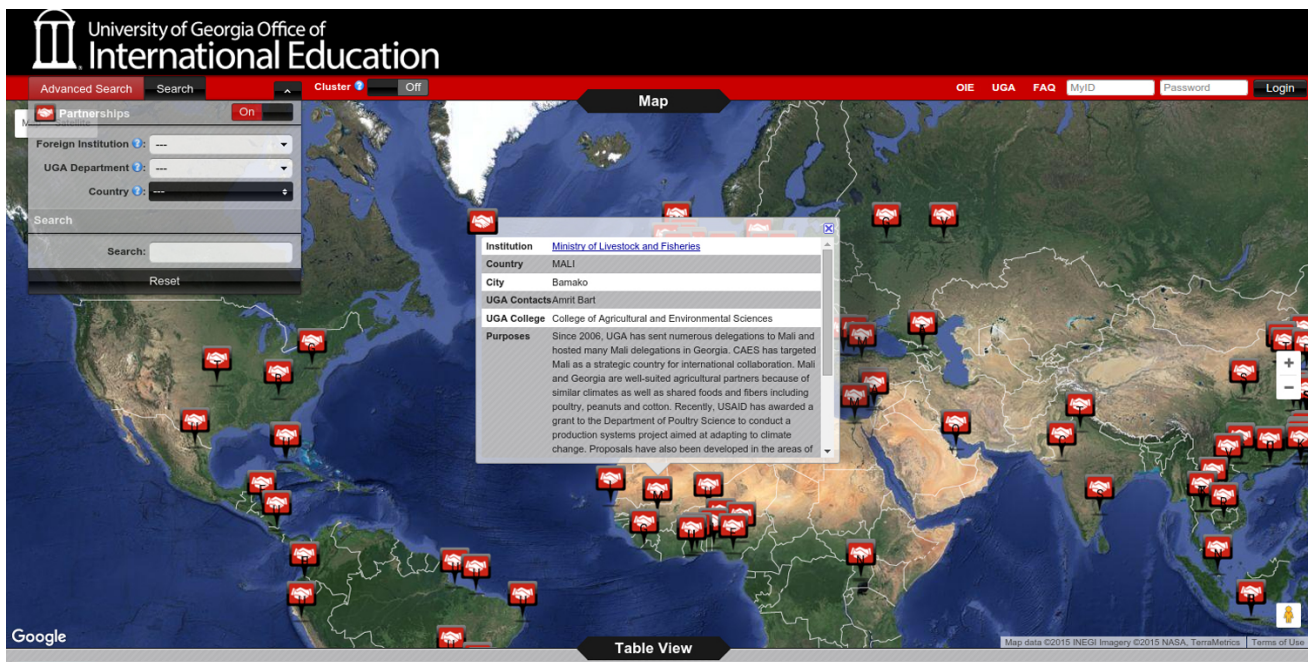 University of Georgia Office of
International Education
Advanced Search Search
Cluster ? Off
Map
OIE UGA FAQ MyID Password Login
Partnerships On
Foreign Institution ?: ---
UGA Department ?: ---
Country ?: ---
Search
Search:
Reset
Institution Ministry of Livestock and Fisheries
Country MALI
City Bamako
UGA Contacts Amrit Bart
UGA College College of Agricultural and Environmental Sciences
Purposes Since 2006, UGA has sent numerous delegations to Mali and
hosted many Mali delegations in Georgia. CAES has targeted
Mali as a strategic country for international collaboration. Mali
and Georgia are well-suited agricultural partners because of
similar climates as well as shared foods and fibers including
poultry, peanuts and cotton. Recently, USAID has awarded a
grant to the Department of Poultry Science to conduct a
production systems project aimed at adapting to climate
change. Proposals have also been developed in the areas of
+
−
Google
Map data ©2015 INEGI Imagery ©2015 NASA, TerraMetrics Terms of Use
Table View